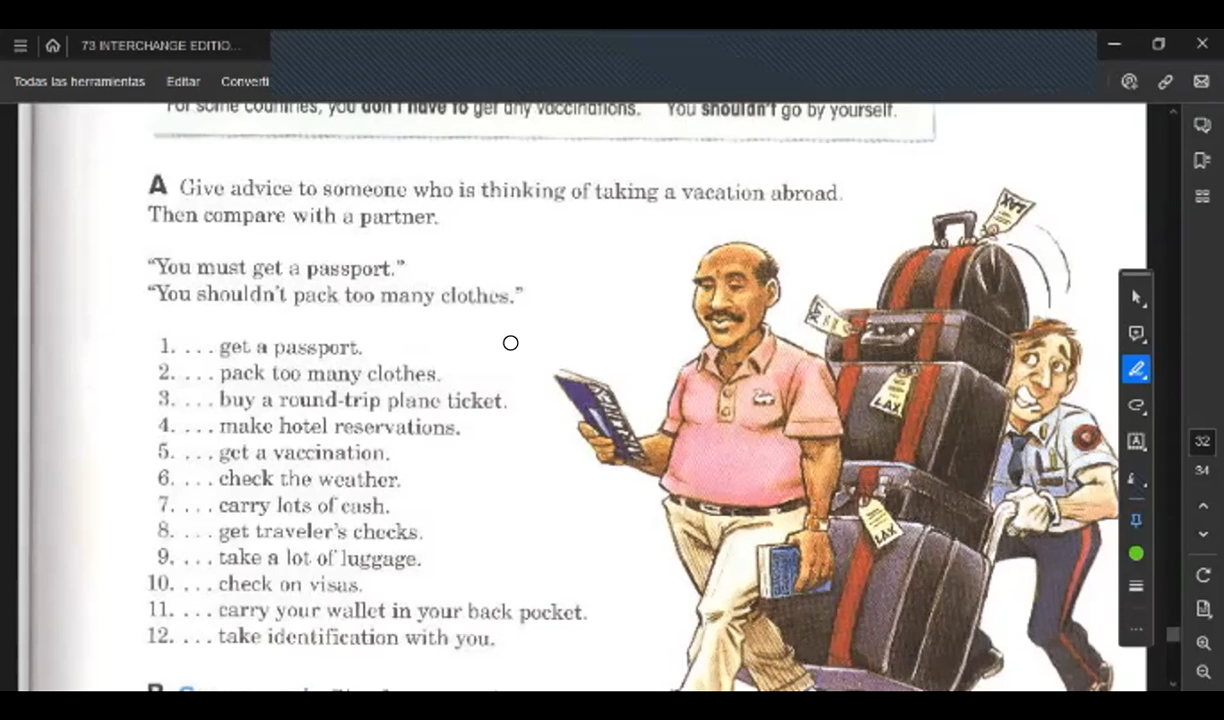 73 INTERCHANGE EDITIO...
Todas las herramientas Editar Converti
For some countries, you don't have to get any vaccinations. You shouldn't go by yourself.
A Give advice to someone who is thinking of taking a vacation abroad.
Then compare with a partner.
"You must get a passport."
"You shouldn't pack too many clothes."
1. . . . get a passport.
2. . . . pack too many clothes.
3. . . . buy a round-trip plane ticket.
4. . . . make hotel reservations.
5. . . . get a vaccination.
6. . . . check the weather.
7. . . . carry lots of cash.
8. . . . get traveler's checks.
9. . . . take a lot of luggage.
10. . . . check on visas.
11. . . . carry your wallet in your back pocket.
12. . . . take identification with you.
LAX
LAX
LAX
LAX
32
34